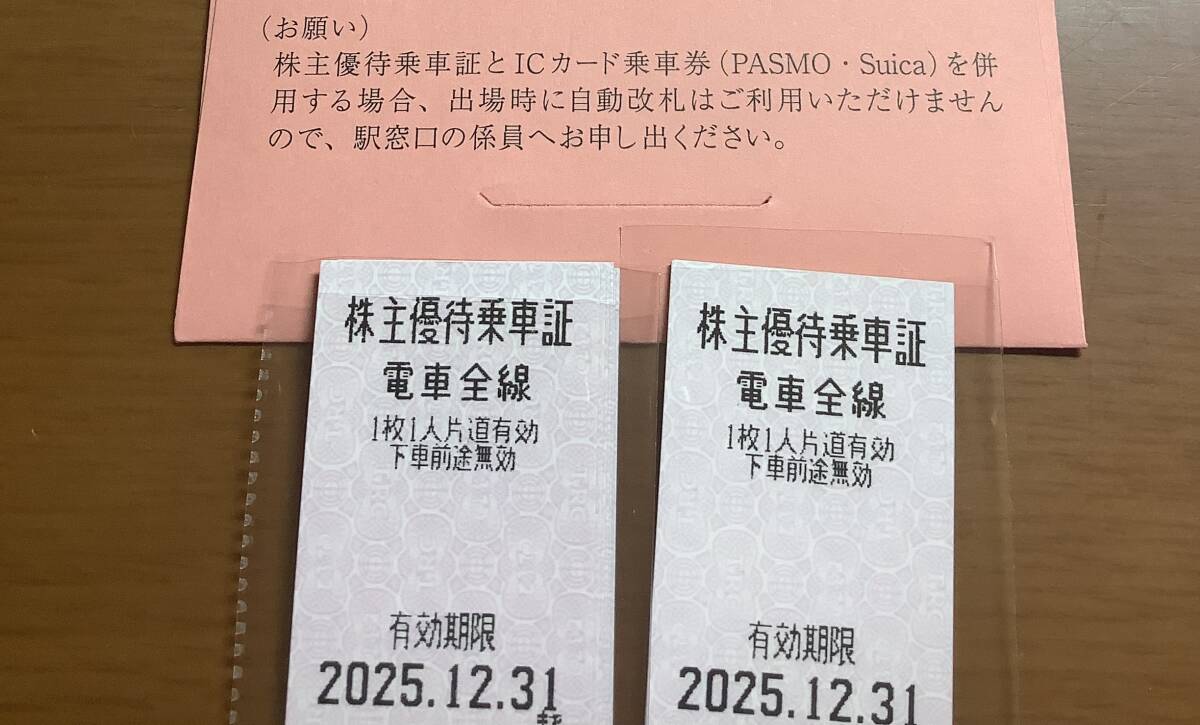 （お願い）
株主優待乗車証とICカード乗車券（PASMO・Suica）を併
用する場合、出場時に自動改札はご利用いただけません
ので、駅窓口の係員へお申し出ください。
株主優待乗車証
電車全線
1枚1人片道有効
下車前途無効
有効期限
2025.12.31
株主優待乗車証
電車全線
1枚1人片道有効
下車前途無効
有効期限
2025.12.31